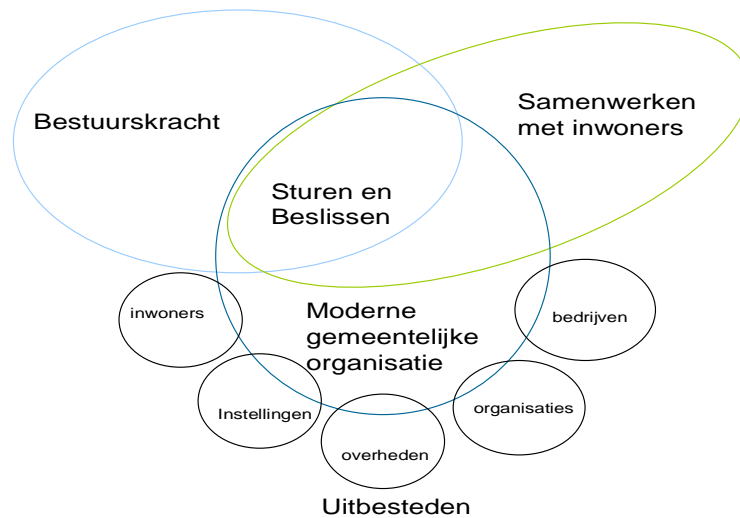 Bestuurskracht
Samenwerken
met inwoners
Sturen en
Beslissen
inwoners
Moderne
gemeentelijke
organisatie
bedrijven
Instellingen
organisaties
overheden
Uitbesteden